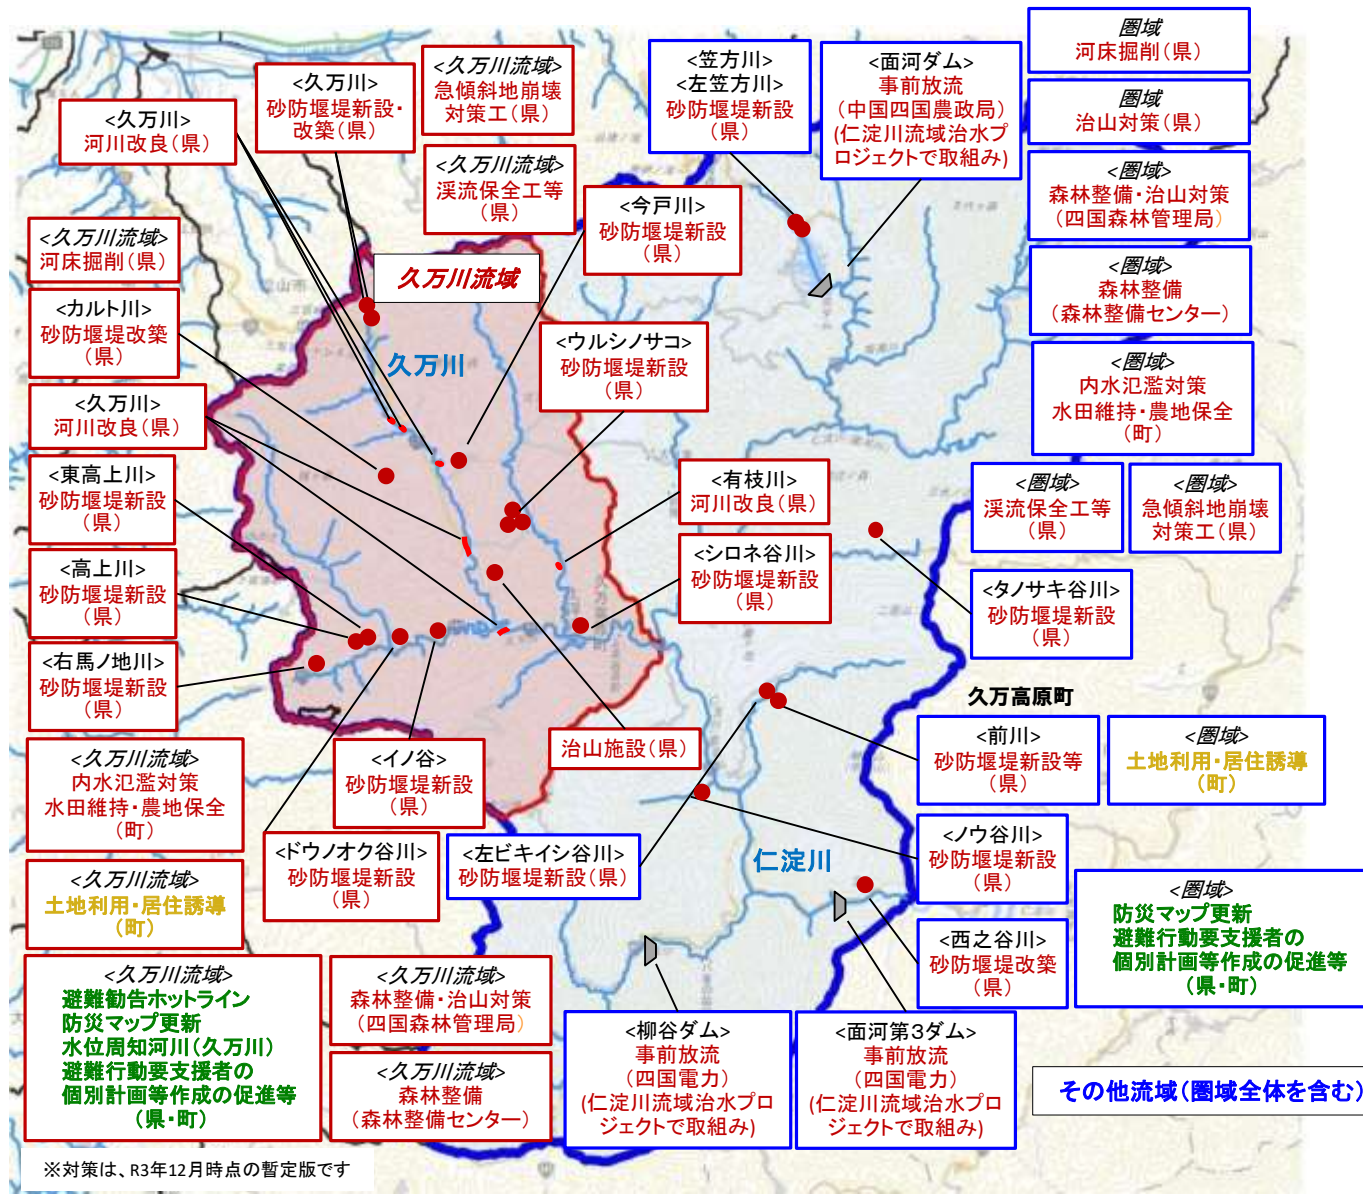 <久万川>
河川改良(県)
<久万川>
砂防堰堤新設・
改築(県)
<久万川流域>
急傾斜地崩壊
対策工(県)
<久万川流域>
渓流保全工等
(県)
<笠方川>
<左笠方川>
砂防堰堤新設
(県)
<面河ダム>
事前放流
(中国四国農政局)
(仁淀川流域治水プ
ロジェクトで取組み)
圏域
河床掘削(県)
圏域
治山対策(県)
<圏域>
森林整備・治山対策
(四国森林管理局)
<圏域>
森林整備
(森林整備センター)
<圏域>
内水氾濫対策
水田維持・農地保全
(町)
<圏域>
渓流保全工等
(県)
<圏域>
急傾斜地崩壊
対策工(県)
<今戸川>
砂防堰堤新設
(県)
<久万川流域>
河床掘削(県)
久万川流域
<カルト川>
砂防堰堤改築
(県)
久万川
<ウルシノサコ>
砂防堰堤新設
(県)
<久万川>
河川改良(県)
<東高上川>
砂防堰堤新設
(県)
<有枝川>
河川改良(県)
<シロネ谷川>
砂防堰堤新設
(県)
<高上川>
砂防堰堤新設
(県)
<タノサキ谷川>
砂防堰堤新設
(県)
<右馬ノ地川>
砂防堰堤新設
(県)
久万高原町
<前川>
砂防堰堤新設等
(県)
<圏域>
土地利用・居住誘導
(町)
<久万川流域>
内水氾濫対策
水田維持・農地保全
(町)
<イノ谷>
砂防堰堤新設
(県)
治山施設(県)
<ドウノオク谷川>
砂防堰堤新設
(県)
<左ビキイシ谷川>
砂防堰堤新設(県)
仁淀川
<ノウ谷川>
砂防堰堤新設
(県)
<久万川流域>
土地利用・居住誘導
(町)
<圏域>
防災マップ更新
避難行動要支援者の
個別計画等作成の促進等
(県・町)
<西之谷川>
砂防堰堤改築
(県)
<久万川流域>
避難勧告ホットライン
防災マップ更新
水位周知河川(久万川)
避難行動要支援者の
個別計画等作成の促進等
(県・町)
<久万川流域>
森林整備・治山対策
(四国森林管理局)
<久万川流域>
森林整備
(森林整備センター)
<柳谷ダム>
事前放流
(四国電力)
(仁淀川流域治水プロ
ジェクトで取組み)
<面河第3ダム>
事前放流
(四国電力)
(仁淀川流域治水プロ
ジェクトで取組み)
その他流域(圏域全体を含む)
※対策は、R3年12月時点の暫定版です